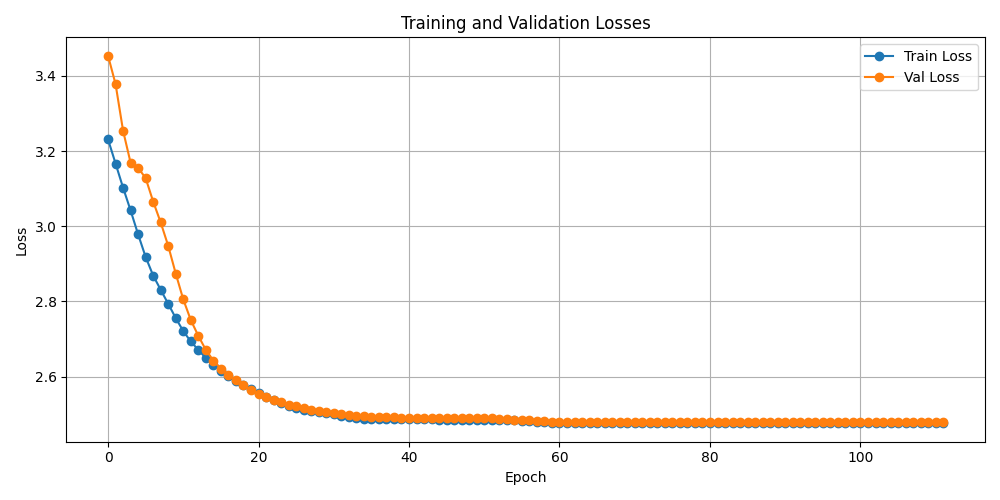 Training and Validation Losses
Train Loss
Val Loss
3.4
3.2
3.0
2.8
2.6
Loss
0 20 40 60 80 100
Epoch